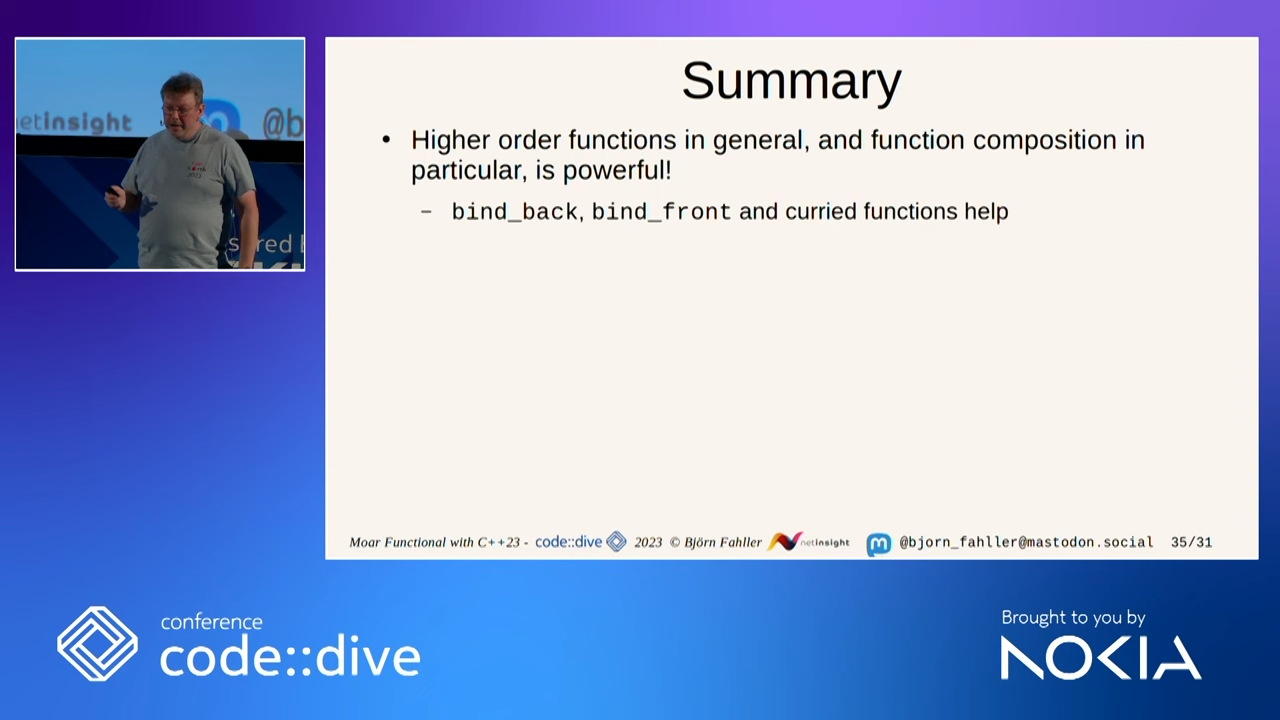 etinsight
@b
red
Summary
• Higher order functions in general, and function composition in
particular, is powerful!
– bind_back, bind_front and curried functions help
Moar Functional with C++23 - code::dive 2023 © Björn Fahller netinsight @bjorn_fahller@mastodon.social 35/31
conference
code::dive
Brought to you by
NOKIA